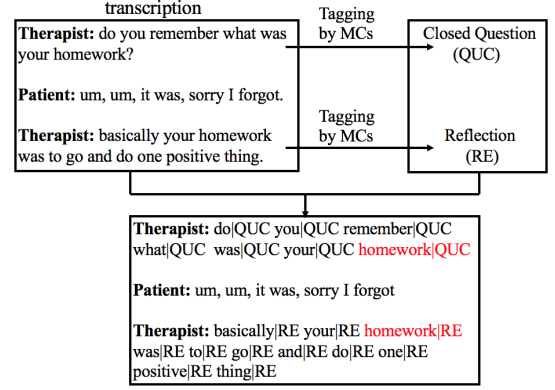 transcription
Therapist: do you remember what was
your homework?
Patient: um, um, it was, sorry I forgot.
Therapist: basically your homework
was to go and do one positive thing.
Tagging
by MCs
Tagging
by MCs
Closed Question
(QUC)
Reflection
(RE)
Therapist: do|QUC you|QUC remember|QUC
what|QUC was|QUC your|QUC homework|QUC
Patient: um, um, it was, sorry I forgot
Therapist: basically|RE your|RE homework|RE
was|RE to|RE go|RE and|RE do|RE one|RE
positive|RE thing|RE